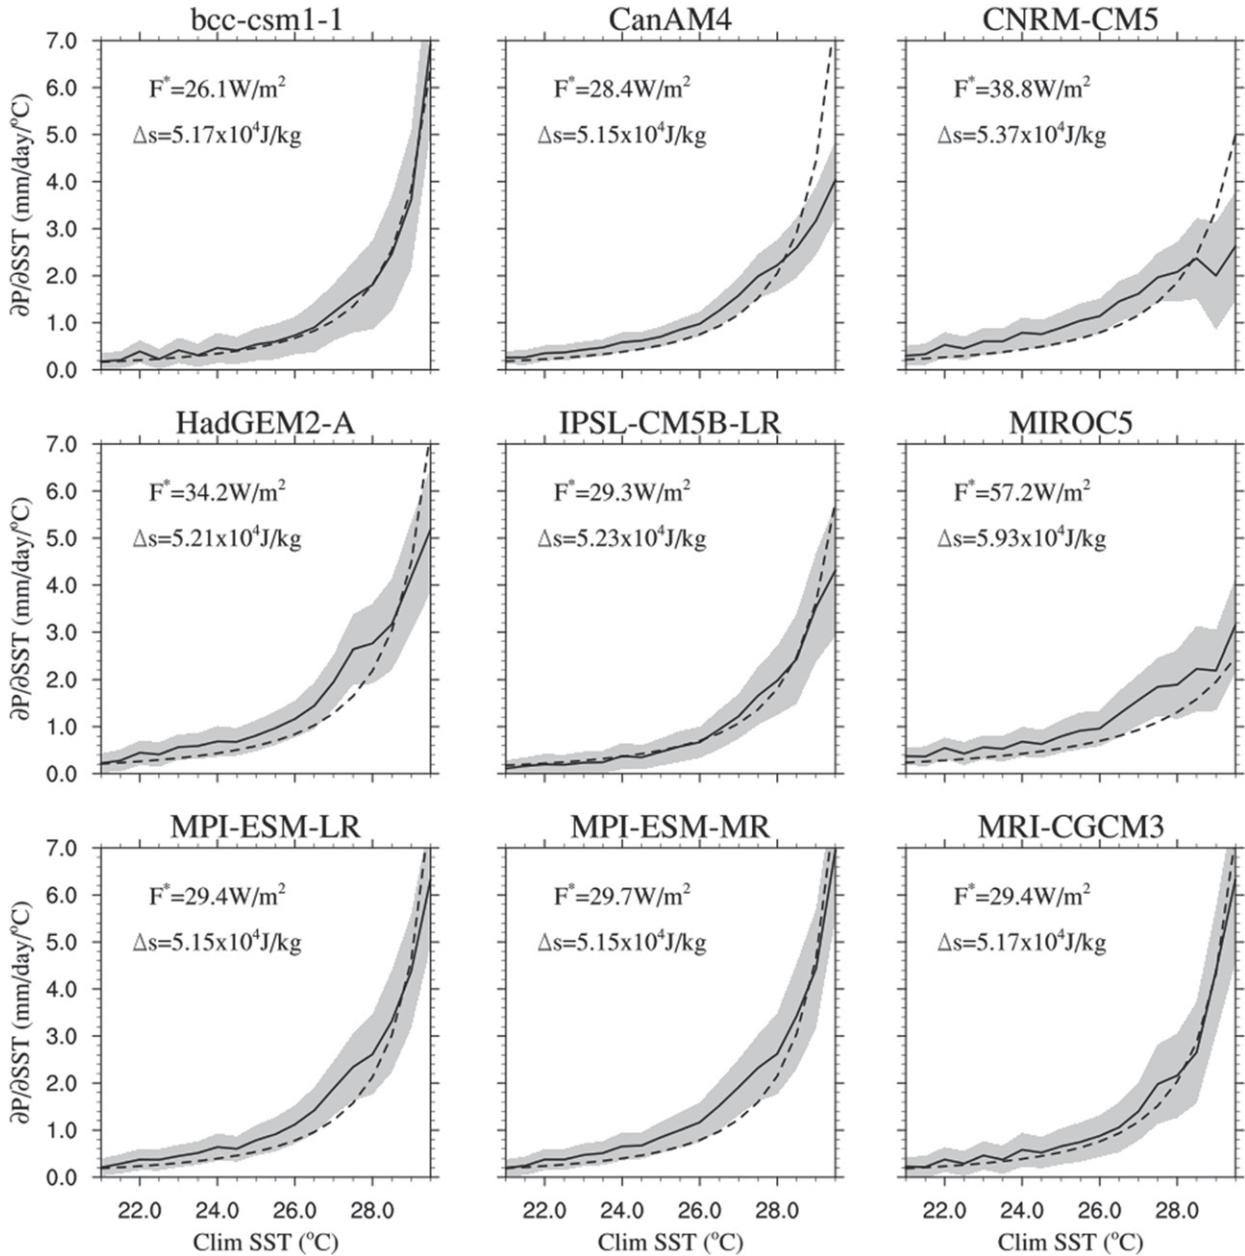 bcc-csm1-1 CanAM4 CNRM-CM5
7.0
6.0
5.0
4.0
3.0
2.0
1.0
0.0
∂P/∂SST (mm/day/°C)
F*=26.1W/m²
Δs=5.17x10⁴J/kg
F*=28.4W/m²
Δs=5.15x10⁴J/kg
F*=38.8W/m²
Δs=5.37x10⁴J/kg
HadGEM2-A IPSL-CM5B-LR MIROC5
7.0
6.0
5.0
4.0
3.0
2.0
1.0
0.0
∂P/∂SST (mm/day/°C)
F*=34.2W/m²
Δs=5.21x10⁴J/kg
F*=29.3W/m²
Δs=5.23x10⁴J/kg
F*=57.2W/m²
Δs=5.93x10⁴J/kg
MPI-ESM-LR MPI-ESM-MR MRI-CGCM3
7.0
6.0
5.0
4.0
3.0
2.0
1.0
0.0
∂P/∂SST (mm/day/°C)
F*=29.4W/m²
Δs=5.15x10⁴J/kg
F*=29.7W/m²
Δs=5.15x10⁴J/kg
F*=29.4W/m²
Δs=5.17x10⁴J/kg
22.0 24.0 26.0 28.0 22.0 24.0 26.0 28.0 22.0 24.0 26.0 28.0
Clim SST (°C) Clim SST (°C) Clim SST (°C)